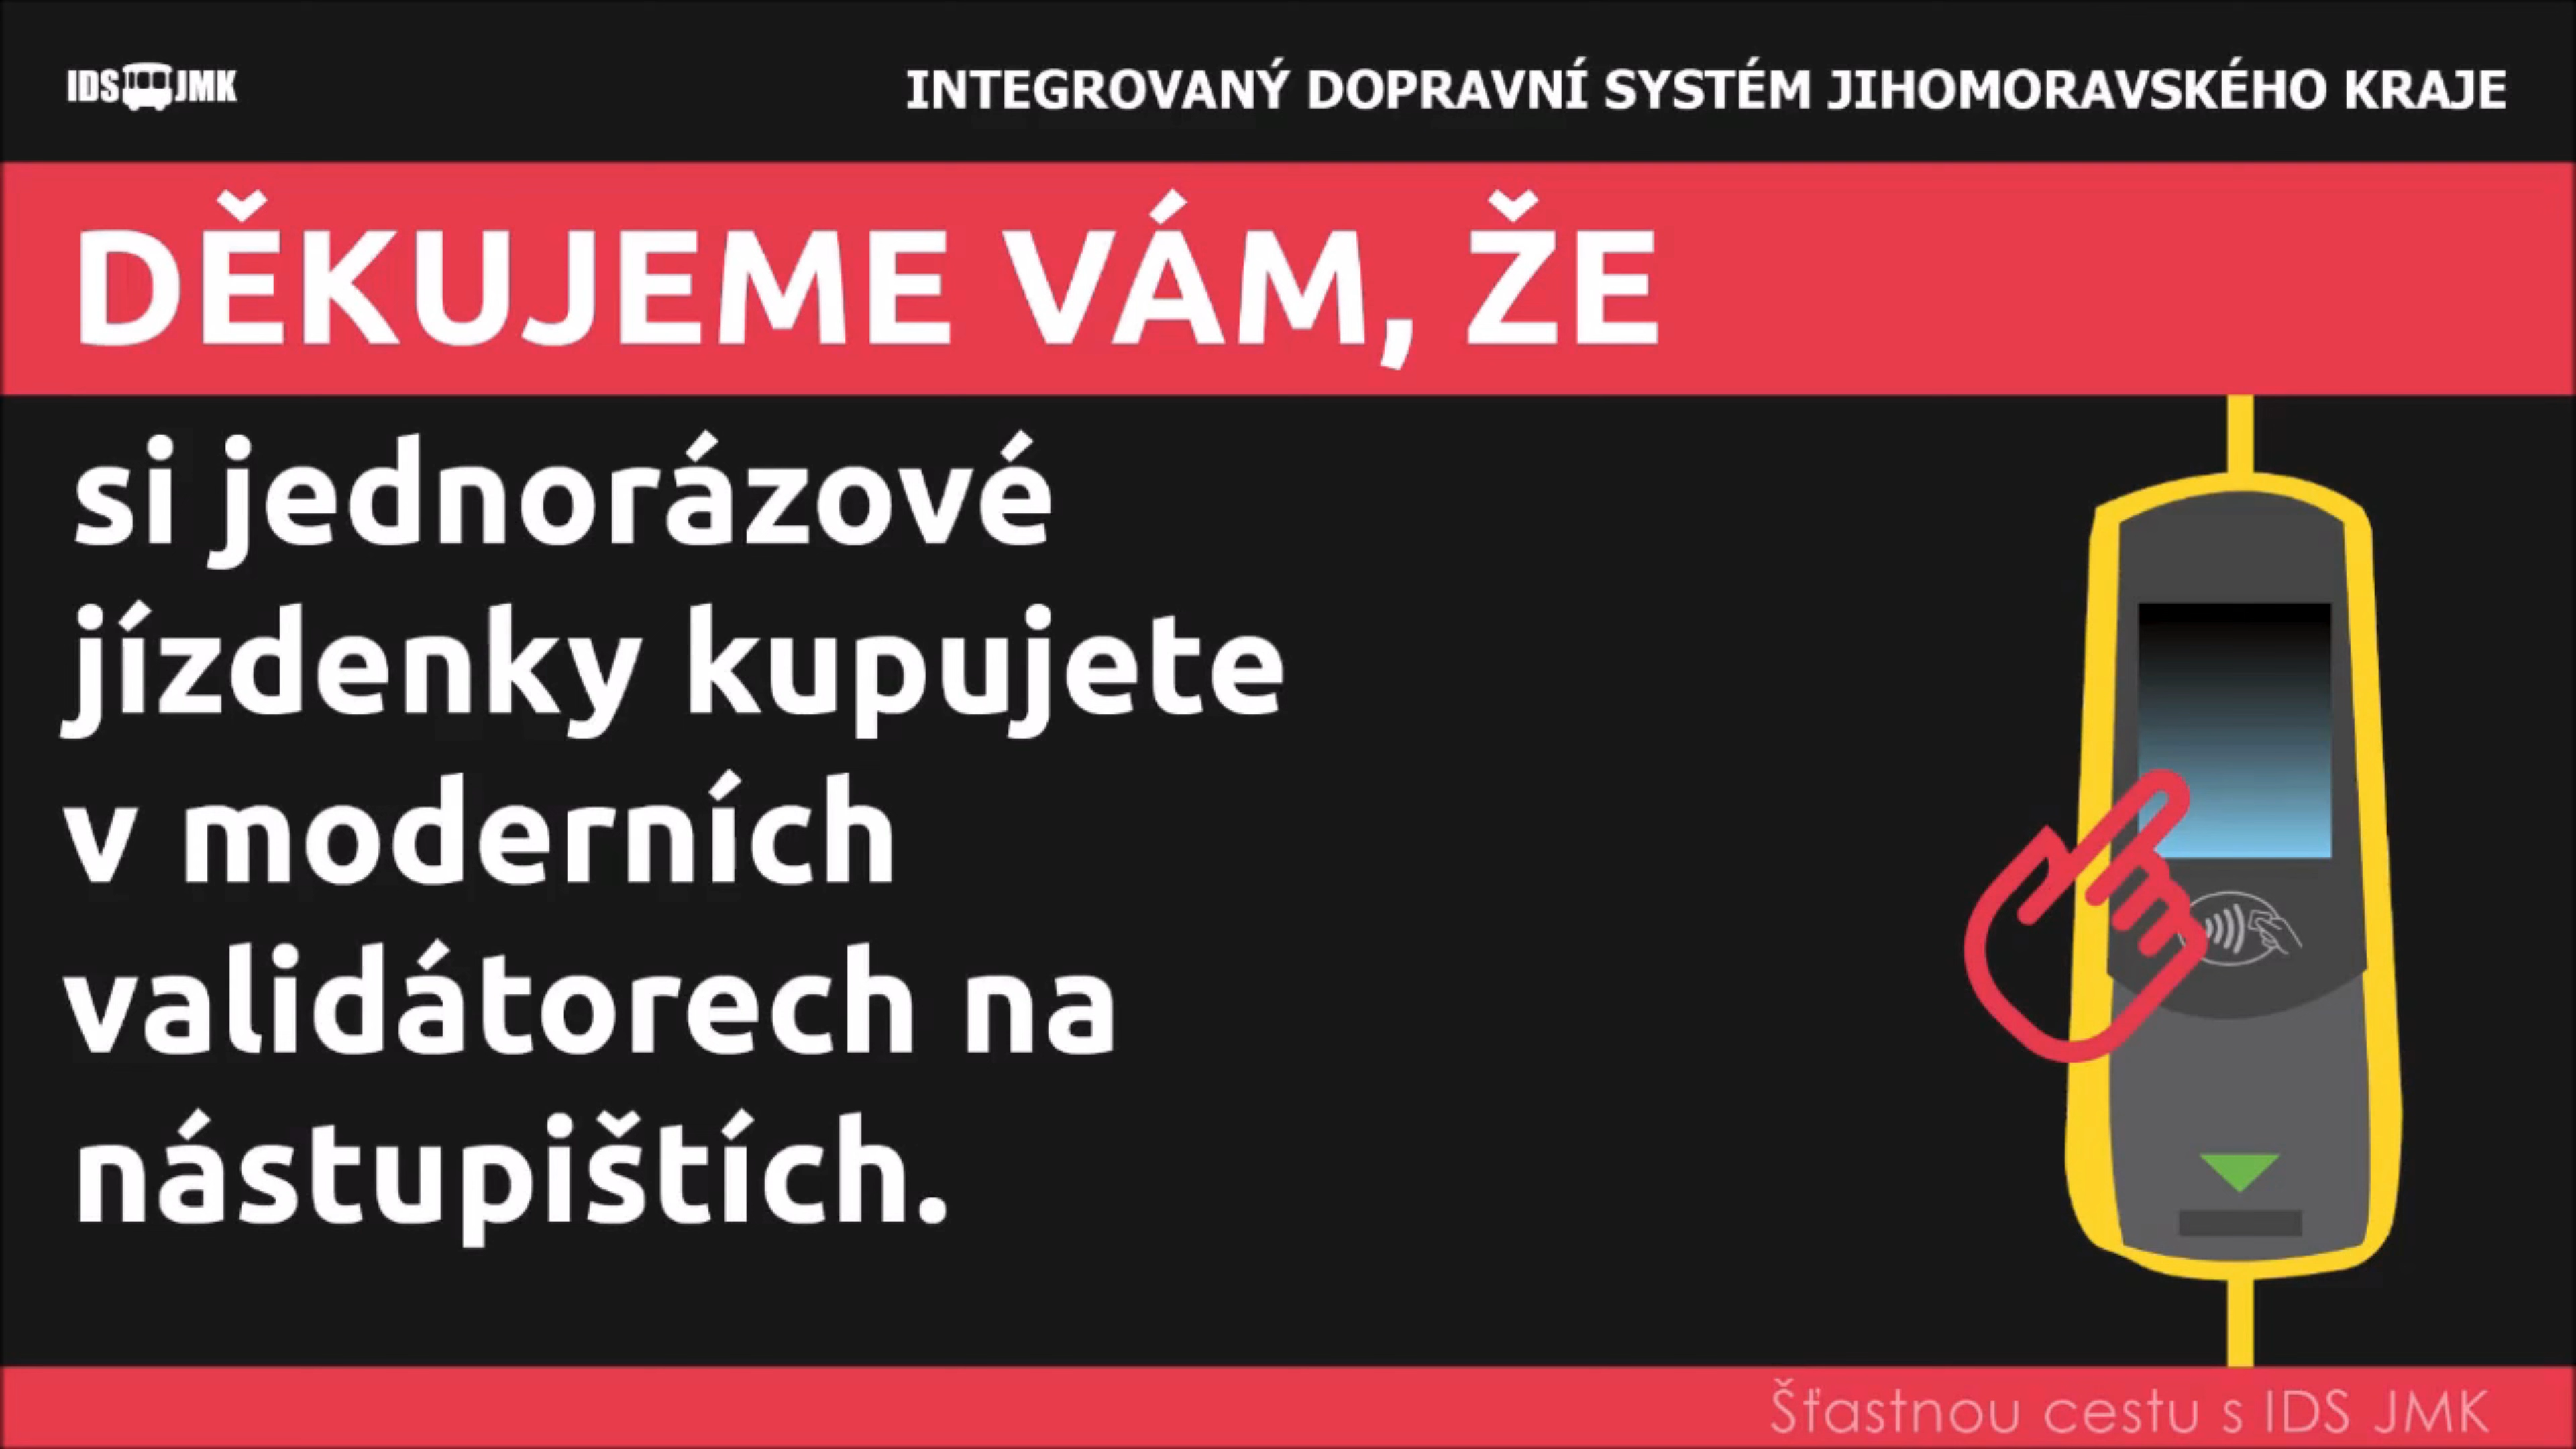 IDS JMK
INTEGROVANÝ DOPRAVNÍ SYSTÉM JIHOMORAVSKÉHO KRAJE
DĚKUJEME VÁM, ŽE
si jednorázové
jízdenky kupujete
v moderních
validátorech na
nástupištích.
Šťastnou cestu s IDS JMK